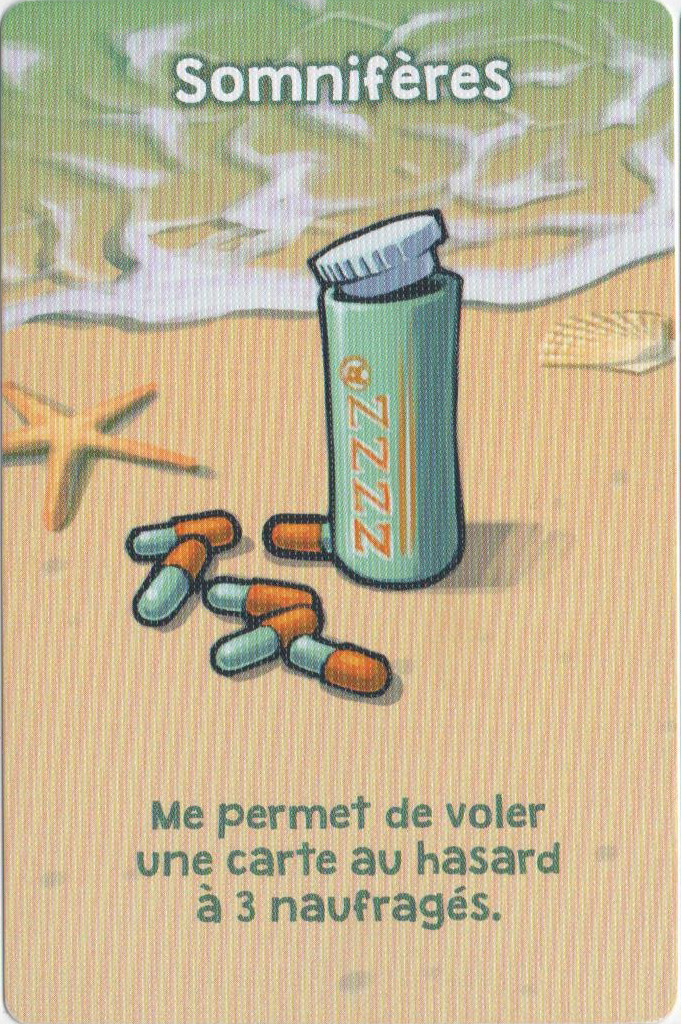 Somnifères
ZZZZ®
Me permet de voler
une carte au hasard
à 3 naufragés.